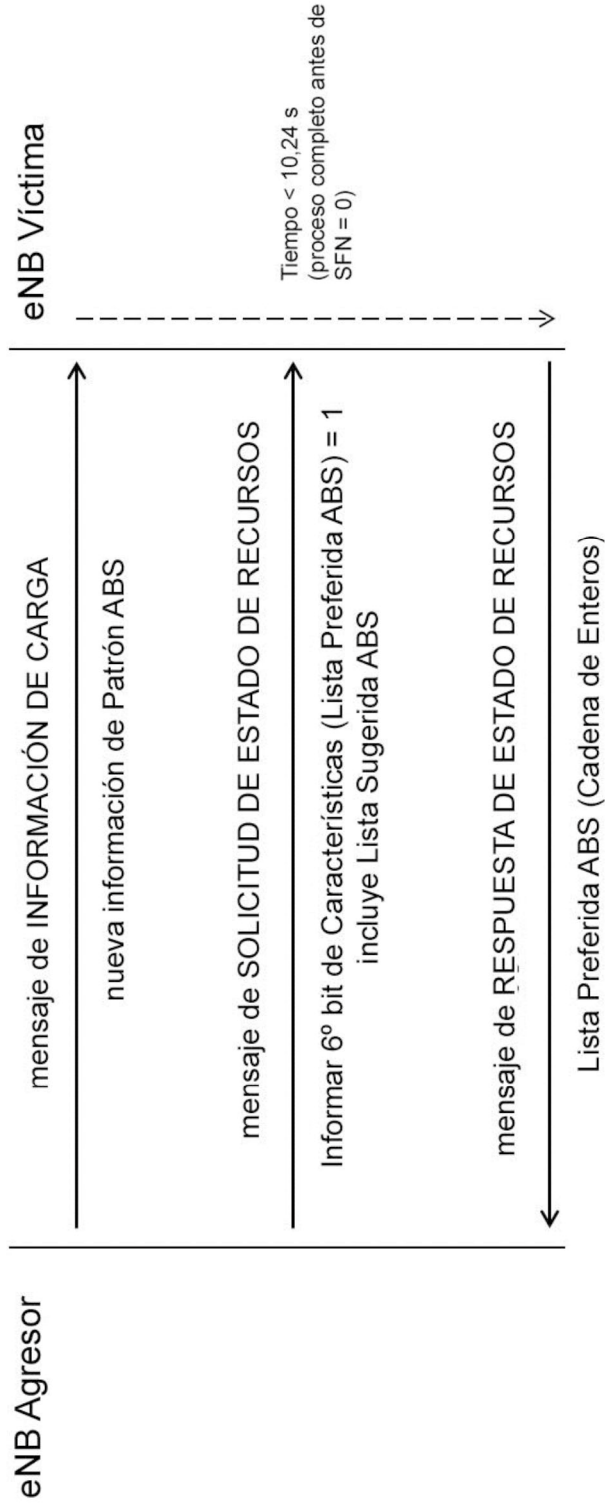 eNB Agresor
eNB Víctima
mensaje de INFORMACIÓN DE CARGA
nueva información de Patrón ABS
mensaje de SOLICITUD DE ESTADO DE RECURSOS
Informar 6º bit de Características (Lista Preferida ABS) = 1
incluye Lista Sugerida ABS
Tiempo < 10,24 s
(proceso completo antes de
SFN = 0)
mensaje de RESPUESTA DE ESTADO DE RECURSOS
Lista Preferida ABS (Cadena de Enteros)